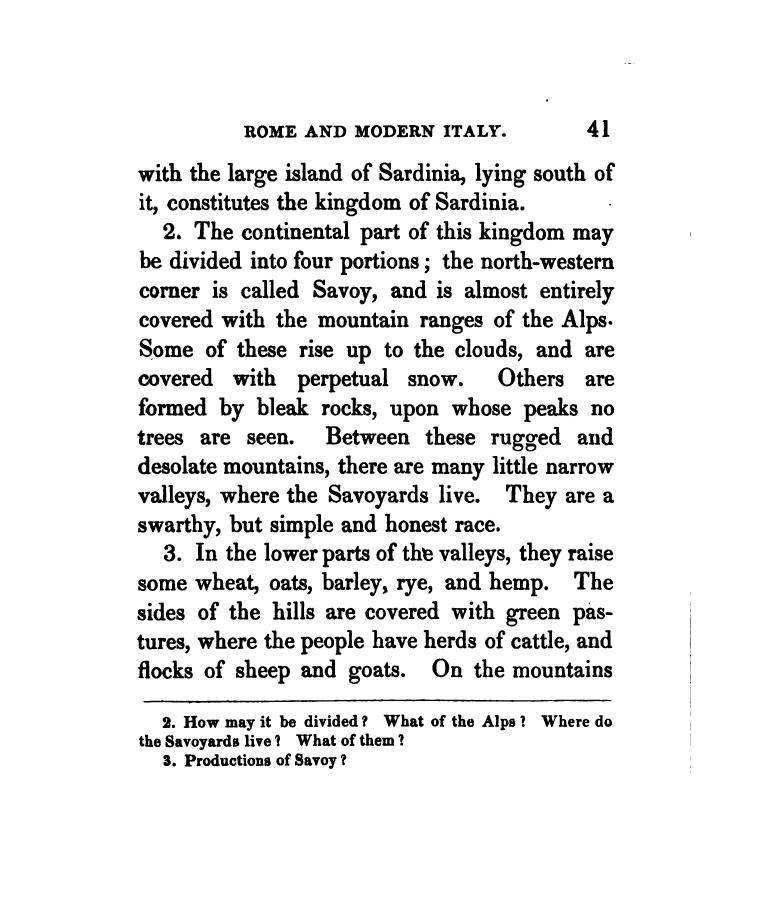 ROME AND MODERN ITALY. 41
with the large island of Sardinia, lying south of
it, constitutes the kingdom of Sardinia.
2. The continental part of this kingdom may
be divided into four portions; the north-western
corner is called Savoy, and is almost entirely
covered with the mountain ranges of the Alps.
Some of these rise up to the clouds, and are
covered with perpetual snow. Others are
formed by bleak rocks, upon whose peaks no
trees are seen. Between these rugged and
desolate mountains, there are many little narrow
valleys, where the Savoyards live. They are a
swarthy, but simple and honest race.
3. In the lower parts of the valleys, they raise
some wheat, oats, barley, rye, and hemp. The
sides of the hills are covered with green pas-
tures, where the people have herds of cattle, and
flocks of sheep and goats. On the mountains
2. How may it be divided? What of the Alps? Where do
the Savoyards live? What of them?
3. Productions of Savoy?